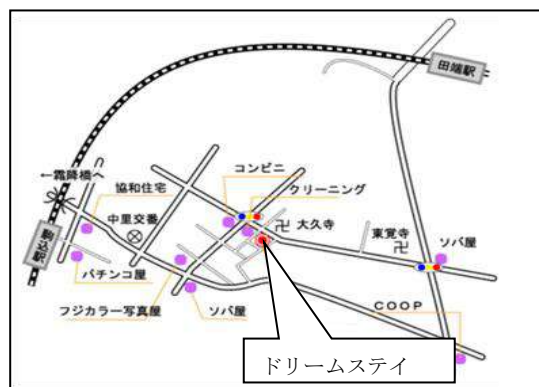 田端駅
←霜降橋へ
コンビニ
協和住宅
クリーニング
中里交番
大久寺
東覚寺
ソバ屋
パチンコ屋
フジカラー写真屋
ソバ屋
COOP
ドリームステイ